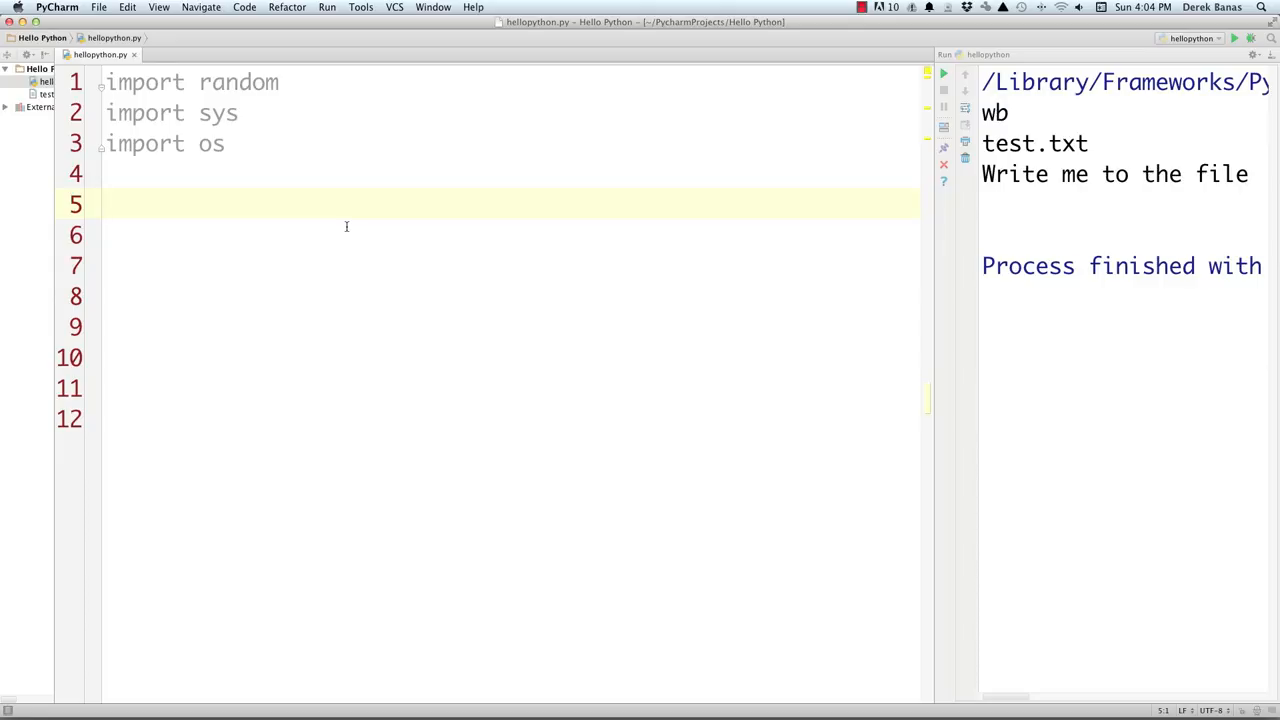 PyCharm File Edit View Navigate Code Refactor Run Tools VCS Window Help 10 Sun 4:04 PM Derek Banas
hellopython.py – Hello Python – [~/PycharmProjects/Hello Python]
Hello Python hellopython.py hellopython
hellopython.py Run hellopython
Hello P
hell
test
Externa
1 import random
2 import sys
3 import os
4
5
6
7
8
9
10
11
12
/Library/Frameworks/Py
wb
test.txt
Write me to the file
Process finished with
?
5:1 LF UTF-8